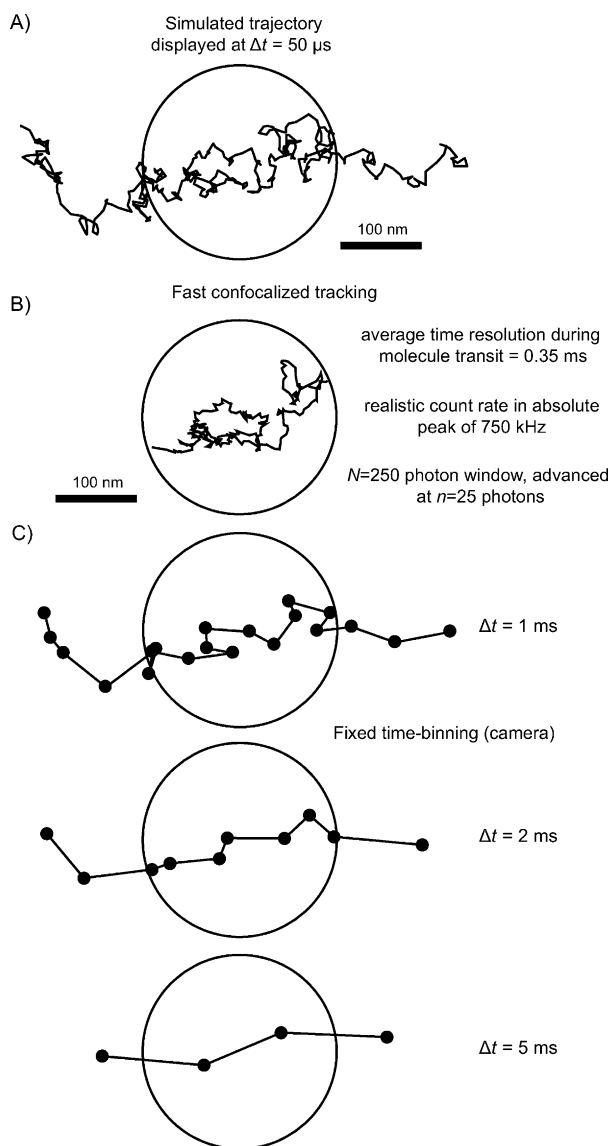 A)
Simulated trajectory
displayed at Δt = 50 µs
100 nm
Fast confocalized tracking
B)
average time resolution during
molecule transit = 0.35 ms
realistic count rate in absolute
peak of 750 kHz
100 nm
N=250 photon window, advanced
at n=25 photons
C)
Δt = 1 ms
Fixed time-binning (camera)
Δt = 2 ms
Δt = 5 ms